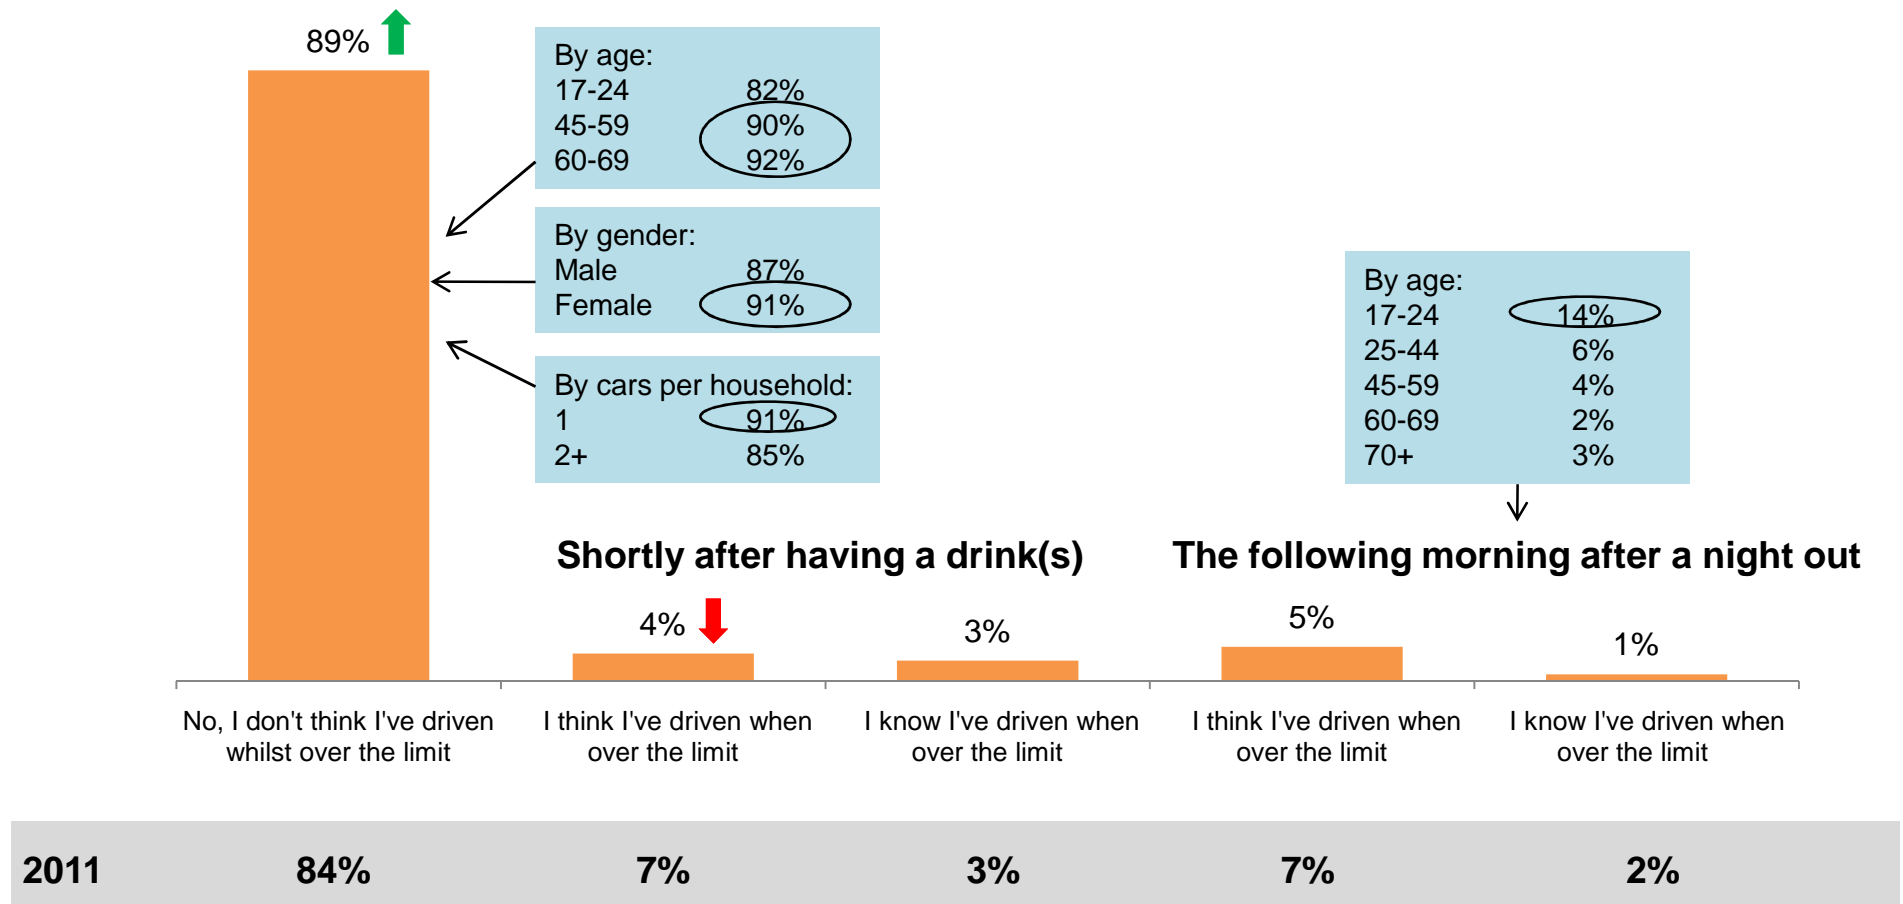 89%
By age:
17-24 82%
45-59 90%
60-69 92%
By gender:
Male 87%
Female 91%
By cars per household:
1 91%
2+ 85%
By age:
17-24 14%
25-44 6%
45-59 4%
60-69 2%
70+ 3%
Shortly after having a drink(s)
The following morning after a night out
4%
3%
5%
1%
No, I don't think I've driven
whilst over the limit
I think I've driven when
over the limit
I know I've driven when
over the limit
I think I've driven when
over the limit
I know I've driven when
over the limit
2011 84% 7% 3% 7% 2%